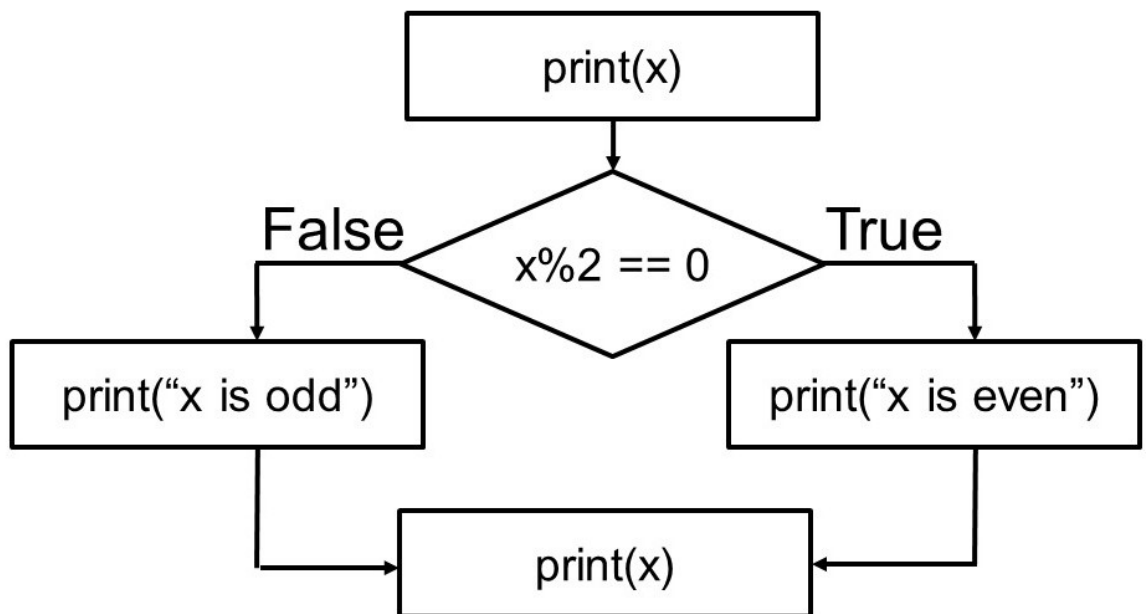 print(x)
False
True
x%2 == 0
print(“x is odd”)
print(“x is even”)
print(x)